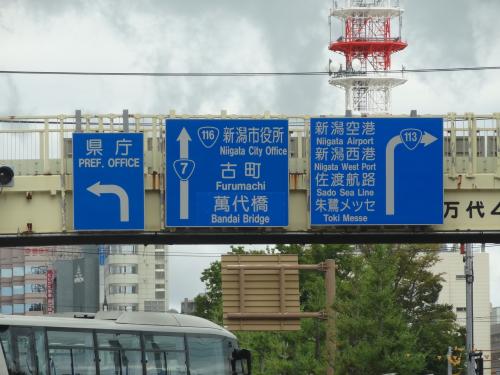 県庁
PREF. OFFICE
116 新潟市役所
Niigata City Office
7
古町
Furumachi
萬代橋
Bandai Bridge
新潟空港
Niigata Airport
新潟西港
Niigata West Port
佐渡航路
Sado Sea Line
朱鷺メッセ
Toki Messe
113
万代